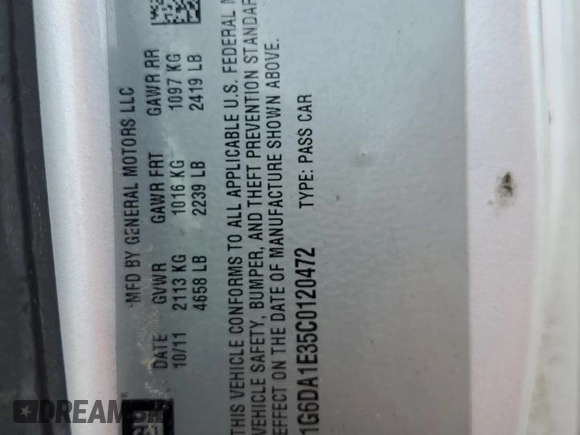 MFD BY GENERAL MOTORS LLC
DATE GVWR GAWR FRT GAWR RR
10/11 2113 KG 1016 KG 1097 KG
4658 LB 2239 LB 2419 LB
THIS VEHICLE CONFORMS TO ALL APPLICABLE U.S. FEDERAL
VEHICLE SAFETY, BUMPER, AND THEFT PREVENTION STANDAR
EFFECT ON THE DATE OF MANUFACTURE SHOWN ABOVE.
1G6DA1E35C0120472 TYPE: PASS CAR